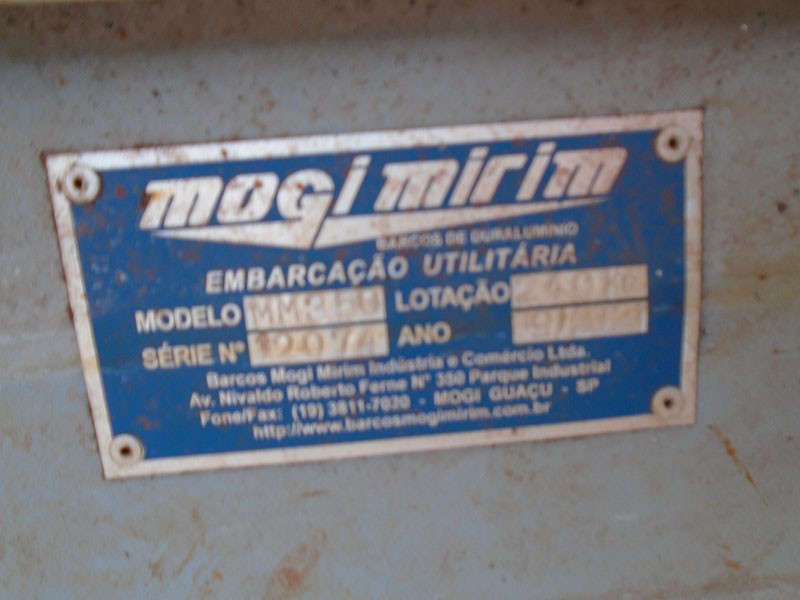 mogi mirim
BARCOS DE DURALUMÍNIO
EMBARCAÇÃO UTILITÁRIA
MODELO LOTAÇÃO
SÉRIE Nº ANO
Barcos Mogi Mirim Indústria e Comércio Ltda.
Av. Nivaldo Roberto Ferne Nº 350 Parque Industrial
Fone/Fax: (19) 3811-7020 - MOGI GUAÇU - SP
http://www.barcosmogimirim.com.br